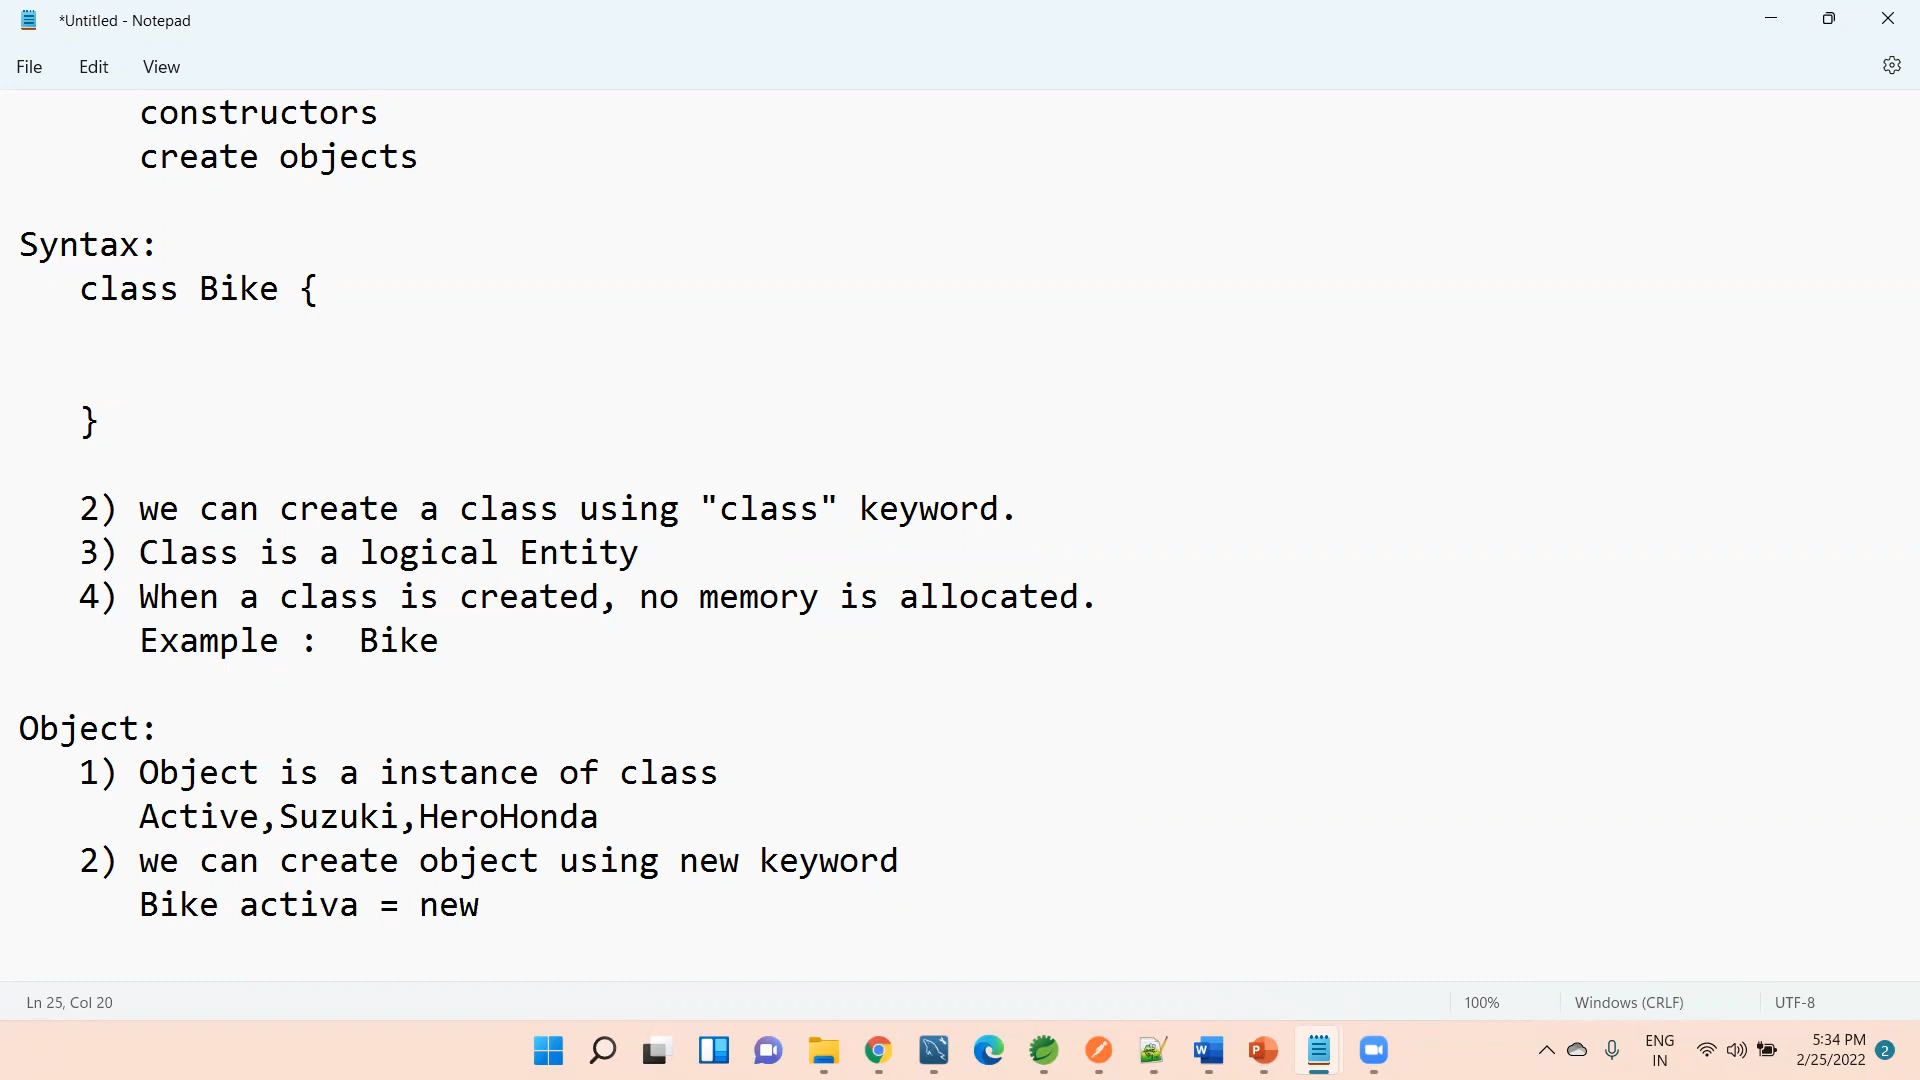 *Untitled - Notepad
File Edit View
constructors
create objects
Syntax:
class Bike {
}
2) we can create a class using "class" keyword.
3) Class is a logical Entity
4) When a class is created, no memory is allocated.
Example : Bike
Object:
1) Object is a instance of class
Active,Suzuki,HeroHonda
2) we can create object using new keyword
Bike activa = new
Ln 25, Col 20 100% Windows (CRLF) UTF-8
ENG 5:34 PM
IN 2/25/2022 2